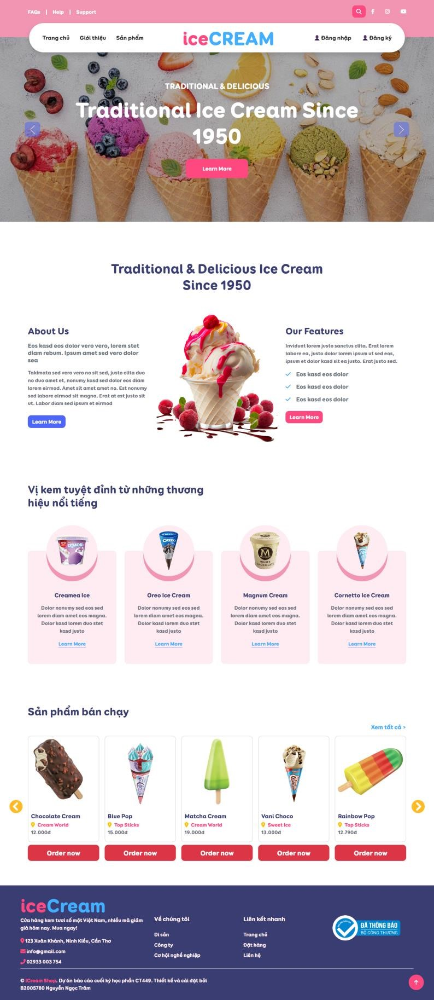 FAQs | Help | Support
Trang chủ Giới thiệu Sản phẩm iceCREAM Đăng nhập Đăng ký
TRADITIONAL & DELICIOUS
Traditional Ice Cream Since
1950
Learn More
Traditional & Delicious Ice Cream
Since 1950
About Us
Eos kasd eos dolor vero vero, lorem stet
diam rebum. Ipsum amet sed vero dolor
sea
Takimata sed vero vero no sit sed, justo clita duo
no duo amet et, nonumy kasd sed dolor eos diam
lorem eirmod. Amet sit amet amet no. Est nonumy
sed labore eirmod sit magna. Erat at est justo sit
ut. Labor diam sed ipsum et eirmod
Learn More
Our Features
Invidunt lorem justo sanctus clita. Erat lorem
labore ea, justo dolor lorem ipsum ut sed eos,
ipsum et dolor kasd sit ea justo. Erat justo sed.
Eos kasd eos dolor
Eos kasd eos dolor
Eos kasd eos dolor
Learn More
Vị kem tuyệt đỉnh từ những thương
hiệu nổi tiếng
CREAMDAE
Creamea Ice
Dolor nonumy sed eos sed
lorem diam amet eos magna.
Dolor kasd lorem duo stet
kasd justo
Learn More
OREO
Oreo Ice Cream
Dolor nonumy sed eos sed
lorem diam amet eos magna.
Dolor kasd lorem duo stet
kasd justo
Learn More
M
MAGNUM
WHITE
CHOCOLATE
Magnum Cream
Dolor nonumy sed eos sed
lorem diam amet eos magna.
Dolor kasd lorem duo stet
kasd justo
Learn More
Cornetto Ice Cream
Dolor nonumy sed eos sed
lorem diam amet eos magna.
Dolor kasd lorem duo stet
kasd justo
Learn More
Sản phẩm bán chạy
Xem tất cả >
Chocolate Cream
Cream World
12.000đ
Order now
Blue Pop
Top Sticks
15.000đ
Order now
Matcha Cream
Cream World
19.000đ
Order now
Vani Choco
Sweet Ice
13.000đ
Order now
Rainbow Pop
Top Sticks
12.790đ
Order now
iceCream
Cửa hàng kem tươi số một Việt Nam, nhiều mã giảm
giá hôm nay. Mua ngay!
123 Xuân Khánh, Ninh Kiều, Cần Thơ
info@gmail.com
02933 003 754
Về chúng tôi
Di sản
Công ty
Cơ hội nghề nghiệp
Liên kết nhanh
Trang chủ
Đặt hàng
Liên hệ
ĐÃ THÔNG BÁO
BỘ CÔNG THƯƠNG
© iCream Shop. Dự án báo cáo cuối kỳ học phần CT449. Thiết kế và cài đặt bởi
B2005780 Nguyễn Ngọc Trâm